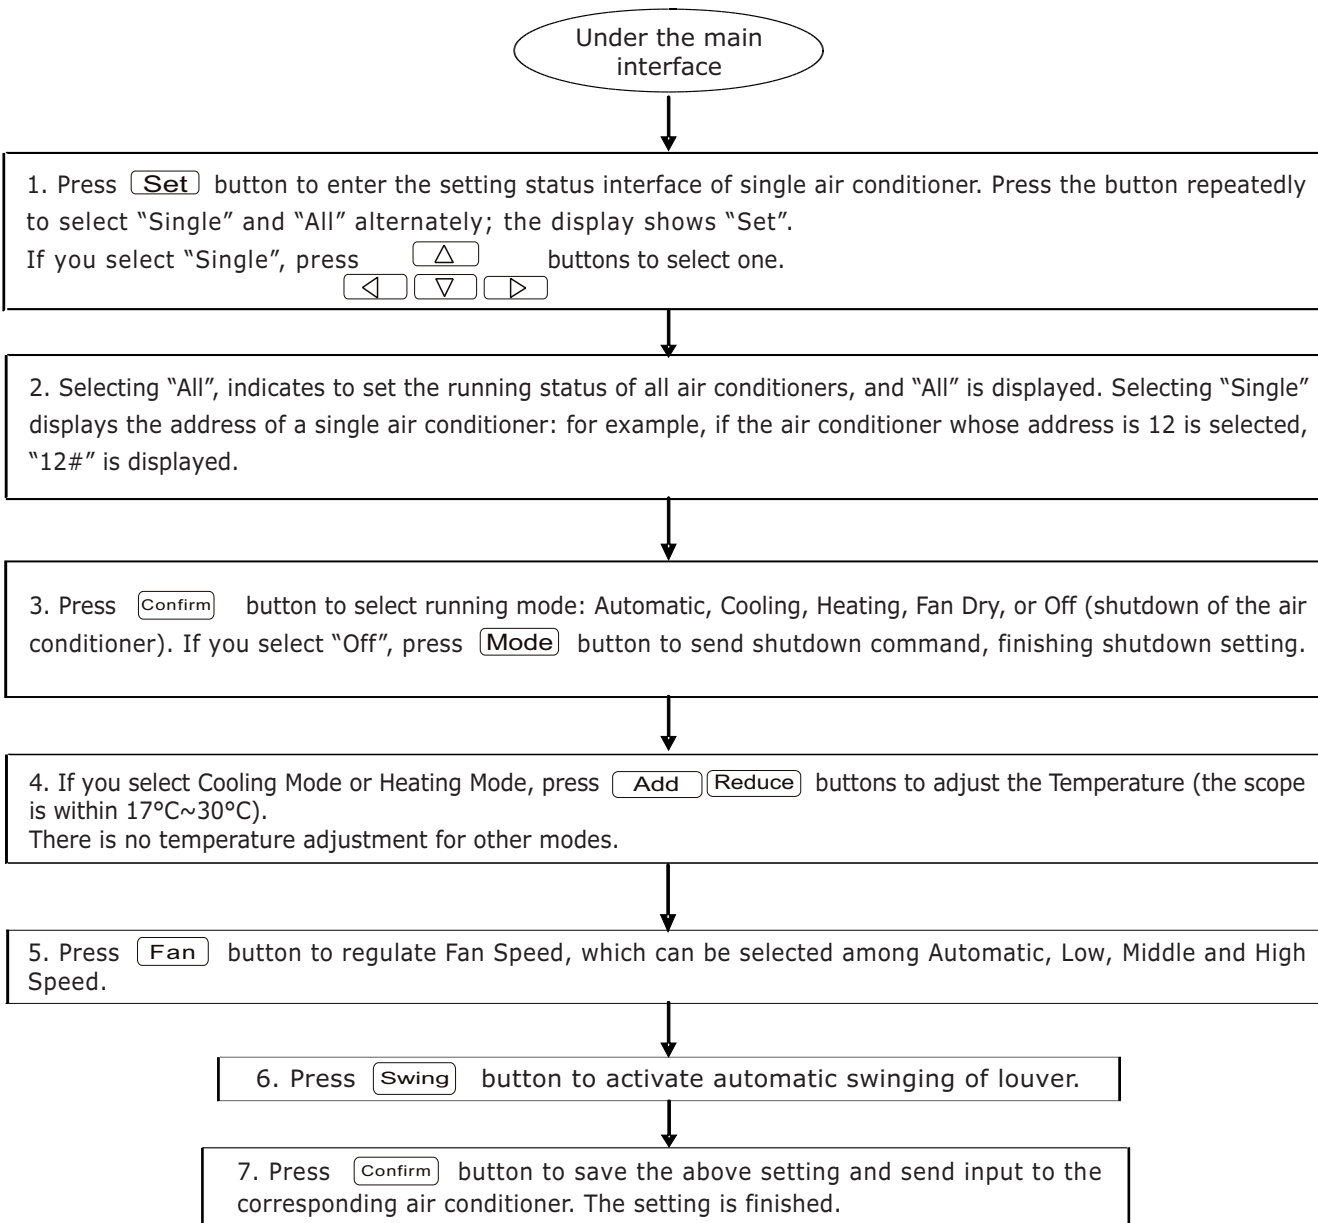 Under the main
interface
1. Press Set button to enter the setting status interface of single air conditioner. Press the button repeatedly
to select “Single” and “All” alternately; the display shows “Set”.
If you select “Single”, press △ buttons to select one.
◁ ▽ ▷
2. Selecting “All”, indicates to set the running status of all air conditioners, and “All” is displayed. Selecting “Single”
displays the address of a single air conditioner: for example, if the air conditioner whose address is 12 is selected,
“12#” is displayed.
3. Press Confirm button to select running mode: Automatic, Cooling, Heating, Fan Dry, or Off (shutdown of the air
conditioner). If you select “Off”, press Mode button to send shutdown command, finishing shutdown setting.
4. If you select Cooling Mode or Heating Mode, press Add Reduce buttons to adjust the Temperature (the scope
is within 17°C~30°C).
There is no temperature adjustment for other modes.
5. Press Fan button to regulate Fan Speed, which can be selected among Automatic, Low, Middle and High
Speed.
6. Press Swing button to activate automatic swinging of louver.
7. Press Confirm button to save the above setting and send input to the
corresponding air conditioner. The setting is finished.